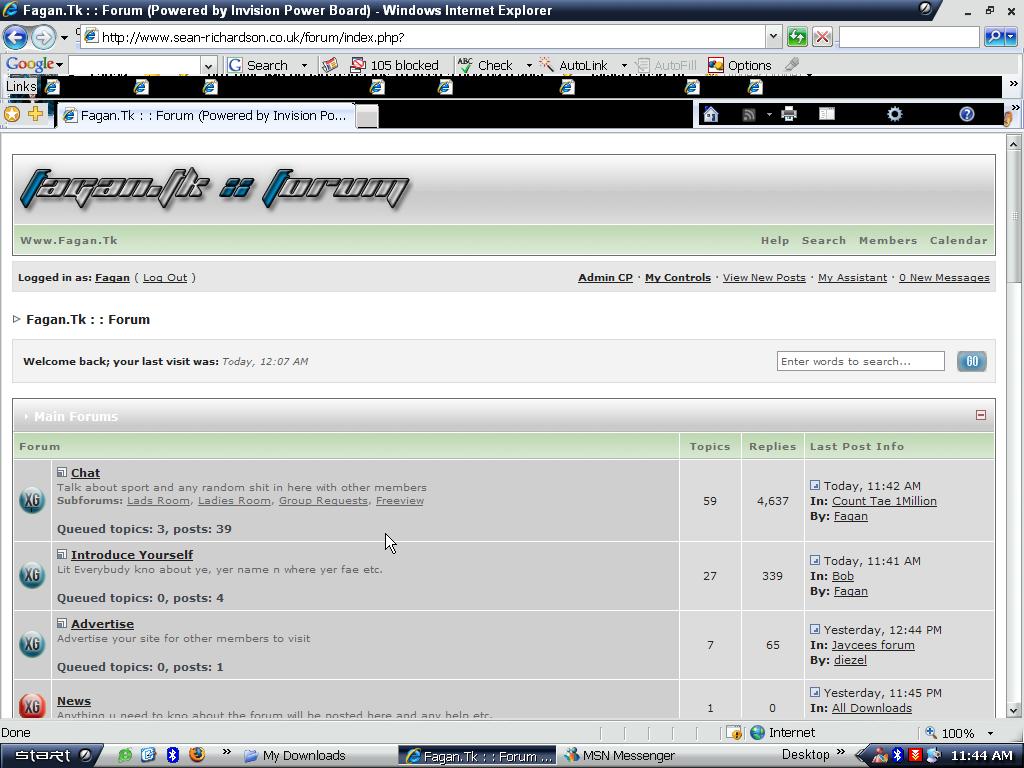 Fagan.Tk : : Forum (Powered by Invision Power Board) - Windows Internet Explorer
http://www.sean-richardson.co.uk/forum/index.php?
Google
Search
105 blocked
Check
AutoLink
AutoFill
Options
Links
Fagan.Tk : : Forum (Powered by Invision Po...
Fagan.Tk :: Forum
Www.Fagan.Tk
Help Search Members Calendar
Logged in as: Fagan ( Log Out )
Admin CP · My Controls · View New Posts · My Assistant · 0 New Messages
Fagan.Tk : : Forum
Welcome back; your last visit was: Today, 12:07 AM
Enter words to search...
GO
Main Forums
Forum Topics Replies Last Post Info
XG
Chat
Talk about sport and any random shit in here with other members
Subforums: Lads Room, Ladies Room, Group Requests, Freeview
Queued topics: 3, posts: 39
59
4,637
Today, 11:42 AM
In: Count Tae 1Million
By: Fagan
XG
Introduce Yourself
Lit Everybody kno about ye, yer name n where yer fae etc.
Queued topics: 0, posts: 4
27
339
Today, 11:41 AM
In: Bob
By: Fagan
XG
Advertise
Advertise your site for other members to visit
Queued topics: 0, posts: 1
7
65
Yesterday, 12:44 PM
In: Jaycees forum
By: diezel
XG
News
Anything u need to kno about the forum will be posted here and any help etc.
1
0
Yesterday, 11:45 PM
In: All Downloads
Done
Internet
100%
start
My Downloads
Fagan.Tk : : Forum ...
MSN Messenger
Desktop
11:44 AM